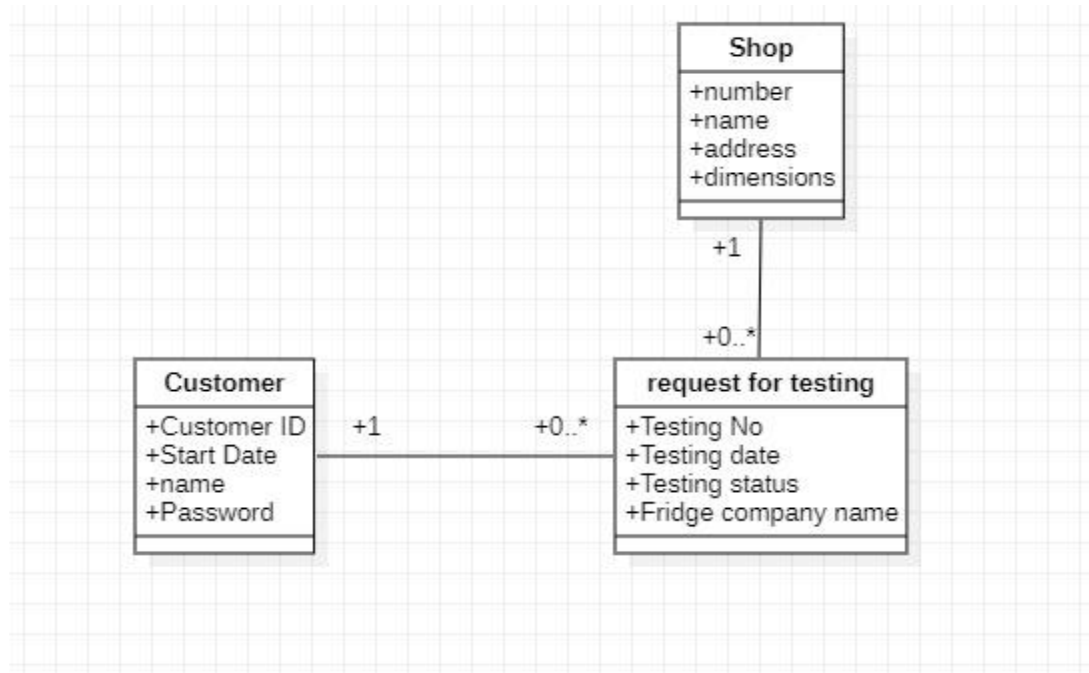 Shop
+number
+name
+address
+dimensions
+1
+0..*
Customer
+Customer ID
+Start Date
+name
+Password
+1
+0..*
request for testing
+Testing No
+Testing date
+Testing status
+Fridge company name